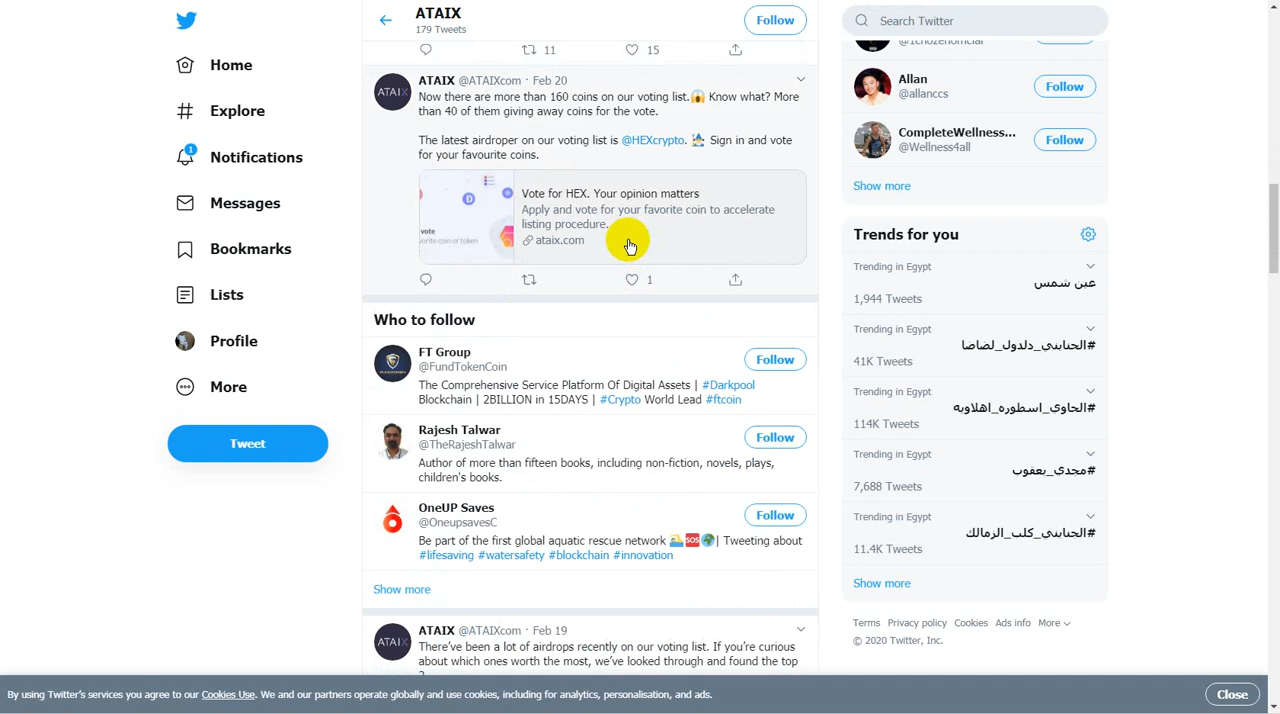 Home
Explore
1
Notifications
Messages
Bookmarks
Lists
Profile
More
Tweet
ATAIX
179 Tweets
Follow
11
15
ATAIX @ATAIXcom · Feb 20
Now there are more than 160 coins on our voting list.😱 Know what? More
than 40 of them giving away coins for the vote.
The latest airdroper on our voting list is @HEXcrypto. Sign in and vote
for your favourite coins.
Vote for HEX. Your opinion matters
Apply and vote for your favorite coin to accelerate
listing procedure.
ataix.com
1
Who to follow
FT Group
@FundTokenCoin
Follow
The Comprehensive Service Platform Of Digital Assets | #Darkpool
Blockchain | 2BILLION in 15DAYS | #Crypto World Lead #ftcoin
Rajesh Talwar
@TheRajeshTalwar
Follow
Author of more than fifteen books, including non-fiction, novels, plays,
children's books.
OneUP Saves
@OneupsavesC
Follow
Be part of the first global aquatic rescue network 🏊🆘🌍| Tweeting about
#lifesaving #watersafety #blockchain #innovation
Show more
ATAIX @ATAIXcom · Feb 19
There've been a lot of airdrops recently on our voting list. If you're curious
about which ones worth the most, we've looked through and found the top
Search Twitter
Allan
@allanccs
Follow
CompleteWellness...
@Wellness4all
Follow
Show more
Trends for you
Trending in Egypt
عين شمس
1,944 Tweets
Trending in Egypt
#الجنايني_دلدول_لصاصا
41K Tweets
Trending in Egypt
#الحاوي_اسطوره_اهلاويه
114K Tweets
Trending in Egypt
#مجدي_يعقوب
7,688 Tweets
Trending in Egypt
#الجنايني_كلب_الزمالك
11.4K Tweets
Show more
Terms Privacy policy Cookies Ads info More
© 2020 Twitter, Inc.
By using Twitter's services you agree to our Cookies Use. We and our partners operate globally and use cookies, including for analytics, personalisation, and ads.
Close